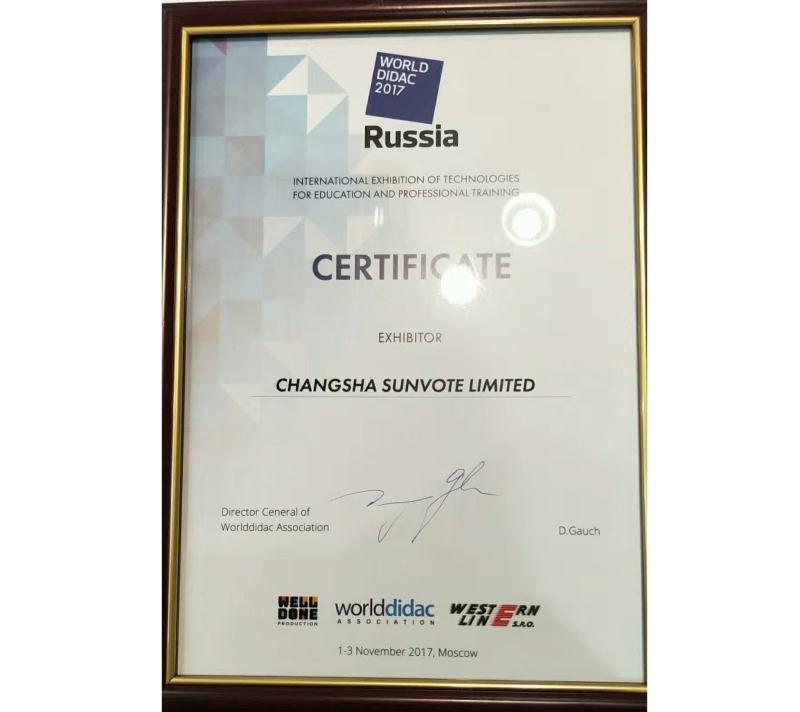 WORLD
DIDAC
2017
Russia
INTERNATIONAL EXHIBITION OF TECHNOLOGIES
FOR EDUCATION AND PROFESSIONAL TRAINING
CERTIFICATE
EXHIBITOR
CHANGSHA SUNVOTE LIMITED
Director Ceneral of
Worlddidac Association
D.Gauch
WELL
DONE
PRODUCTION
worlddidac
ASSOCIATION
WESTERN
LINE S.R.O.
1-3 November 2017, Moscow